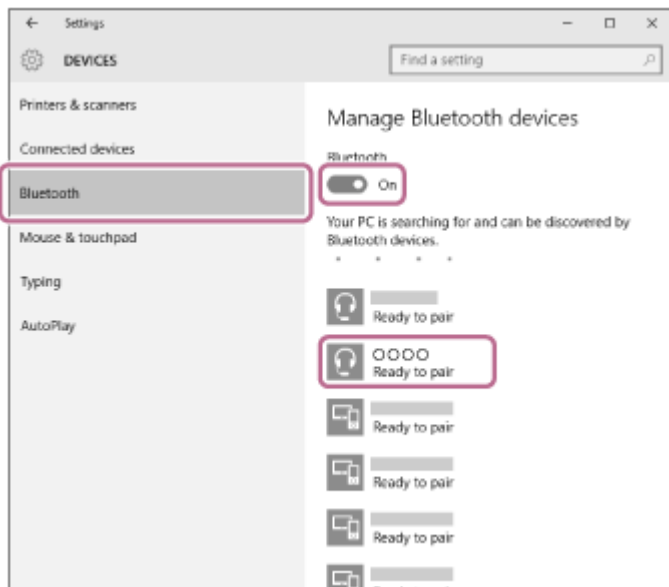 Settings
DEVICES
Find a setting
Printers & scanners
Connected devices
Bluetooth
Mouse & touchpad
Typing
AutoPlay
Manage Bluetooth devices
Bluetooth
On
Your PC is searching for and can be discovered by
Bluetooth devices.
Ready to pair
○○○○
Ready to pair
Ready to pair
Ready to pair
Ready to pair